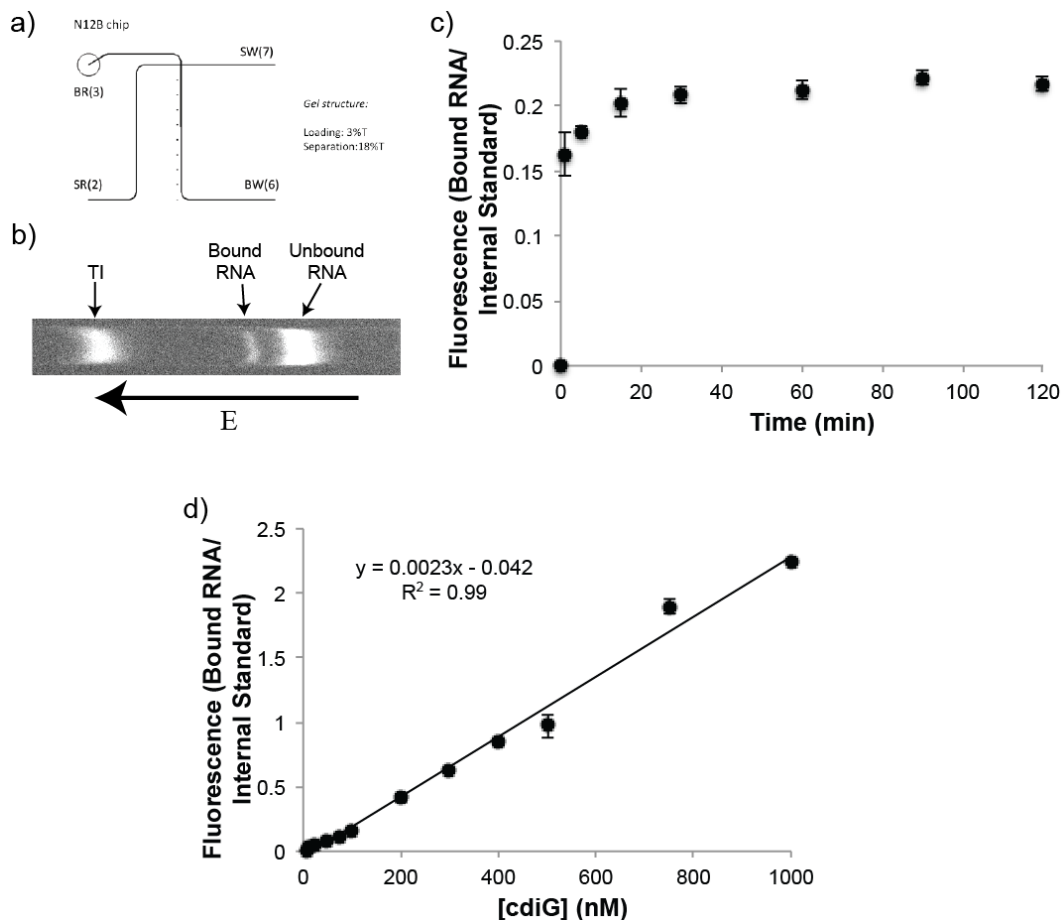 a)
N12B chip
SW(7)
BR(3)
Gel structure:
Loading: 3%T
Separation:18%T
SR(2)
BW(6)
b)
TI
Bound
RNA
Unbound
RNA
E
c)
Fluorescence (Bound RNA/
Internal Standard)
0.25
0.2
0.15
0.1
0.05
0
0 20 40 60 80 100 120
Time (min)
d)
Fluorescence (Bound RNA/
Internal Standard)
2.5
2
1.5
1
0.5
0
y = 0.0023x - 0.042
R² = 0.99
0 200 400 600 800 1000
[cdiG] (nM)